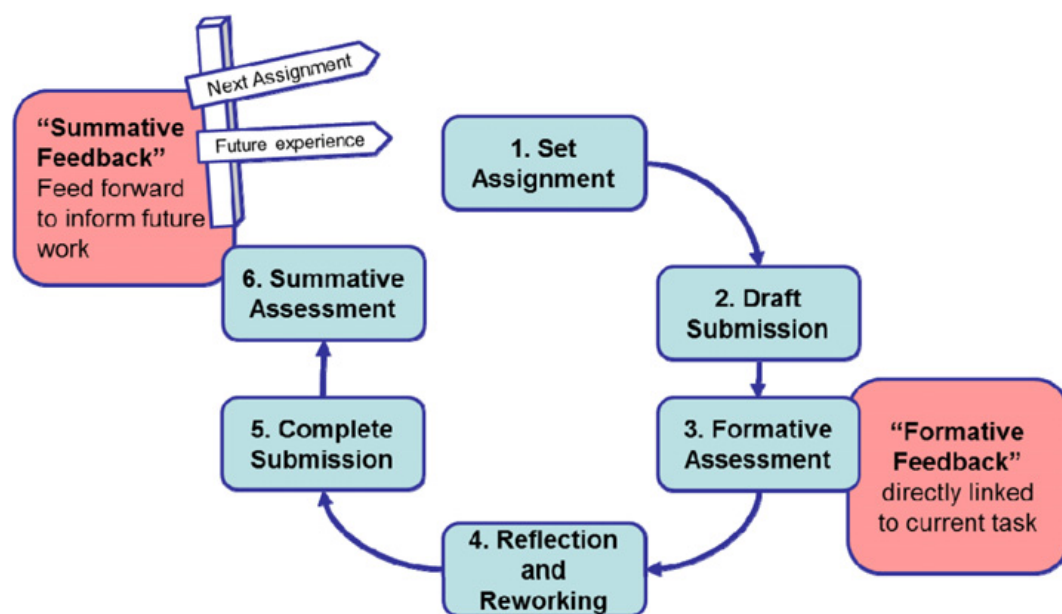 Next Assignment
Future experience
“Summative
Feedback”
Feed forward
to inform future
work
1. Set
Assignment
2. Draft
Submission
3. Formative
Assessment
“Formative
Feedback”
directly linked
to current task
4. Reflection
and
Reworking
5. Complete
Submission
6. Summative
Assessment